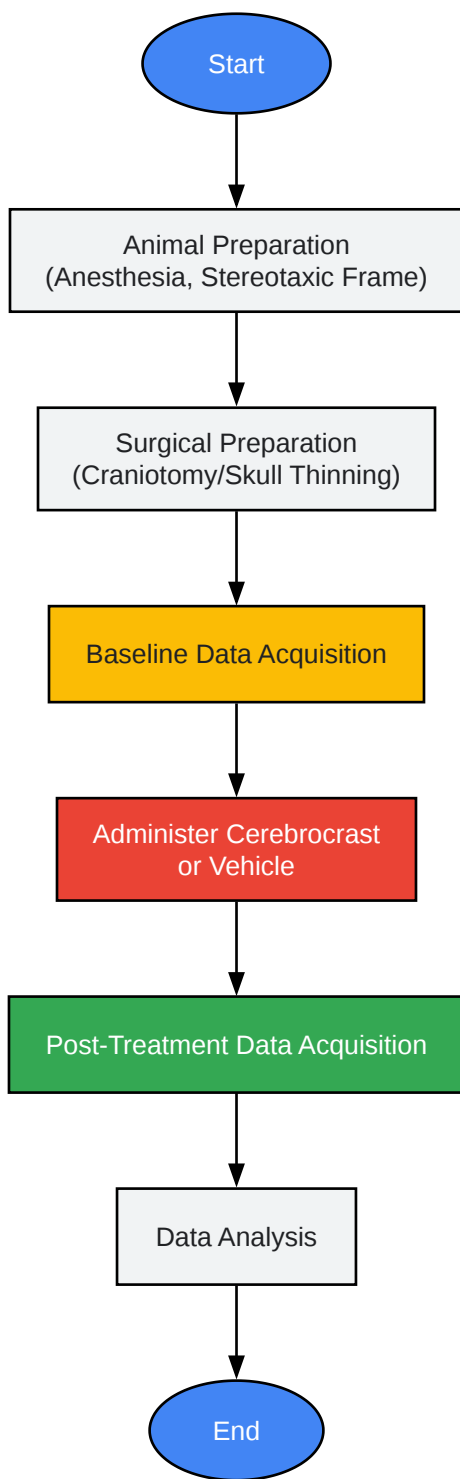 Start
Animal Preparation
(Anesthesia, Stereotaxic Frame)
Surgical Preparation
(Craniotomy/Skull Thinning)
Baseline Data Acquisition
Administer Cerebrocrast
or Vehicle
Post-Treatment Data Acquisition
Data Analysis
End